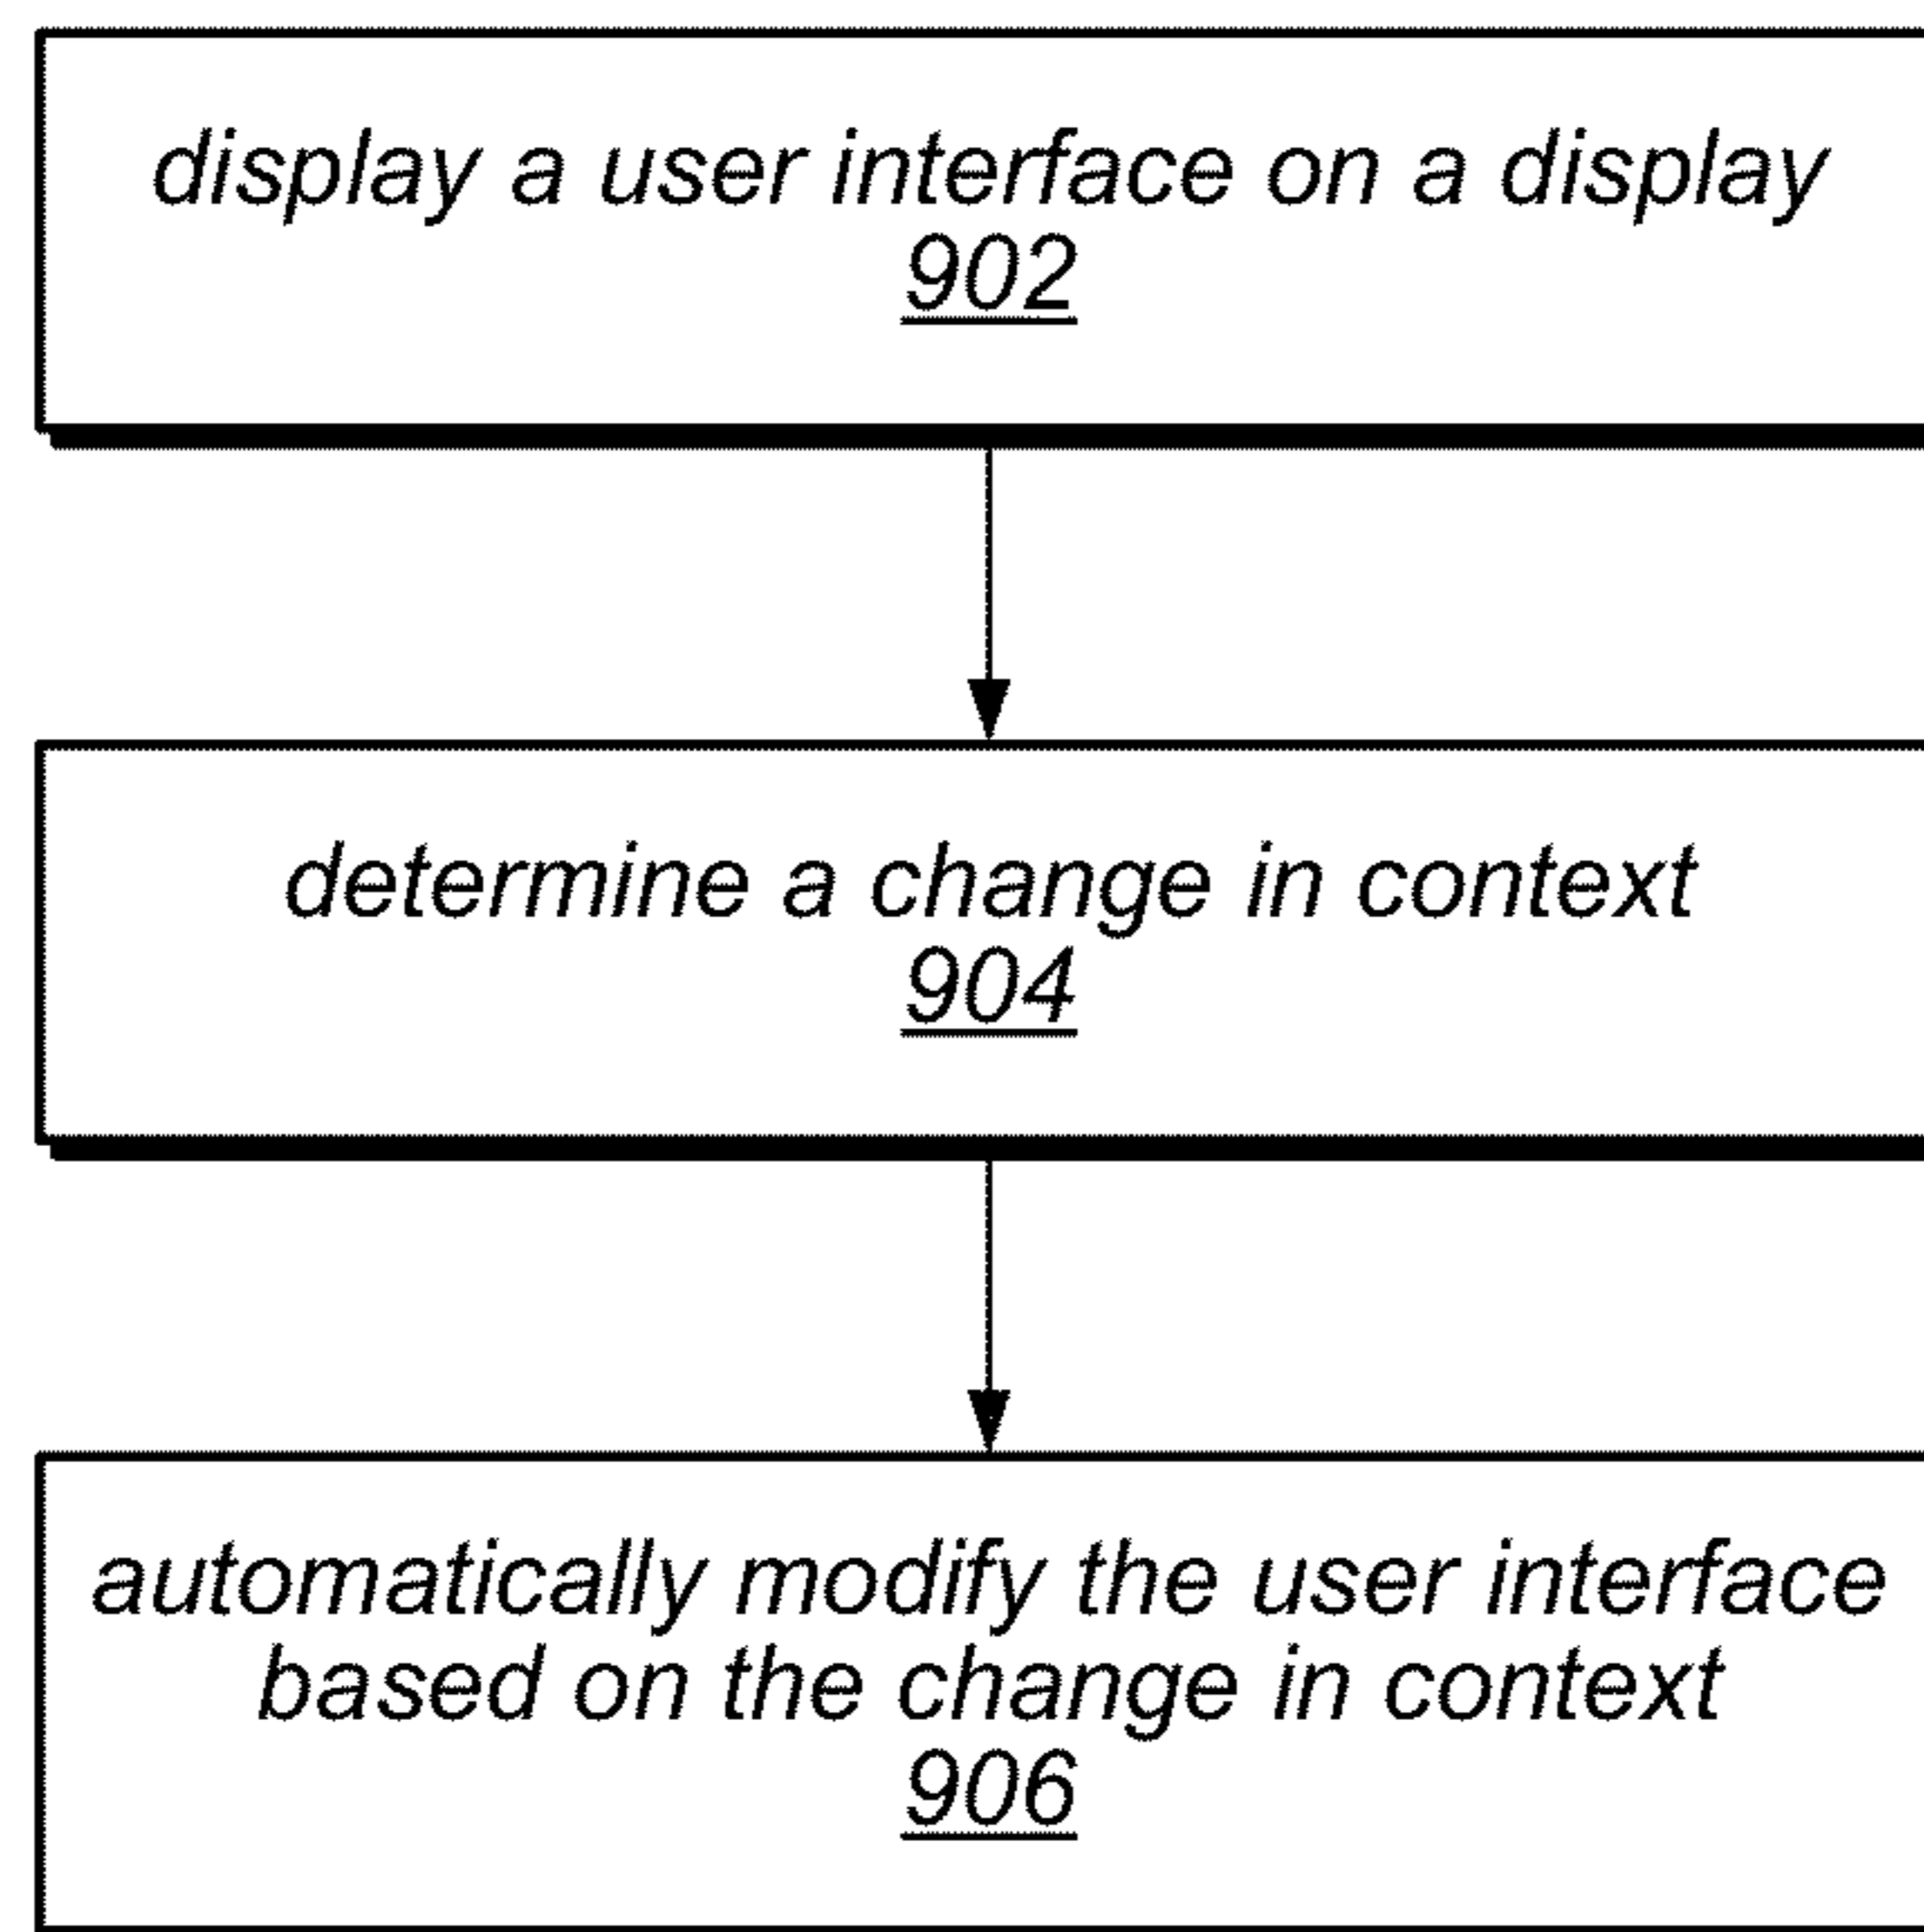 display a user interface on a display
902
determine a change in context
904
automatically modify the user interface
based on the change in context
906